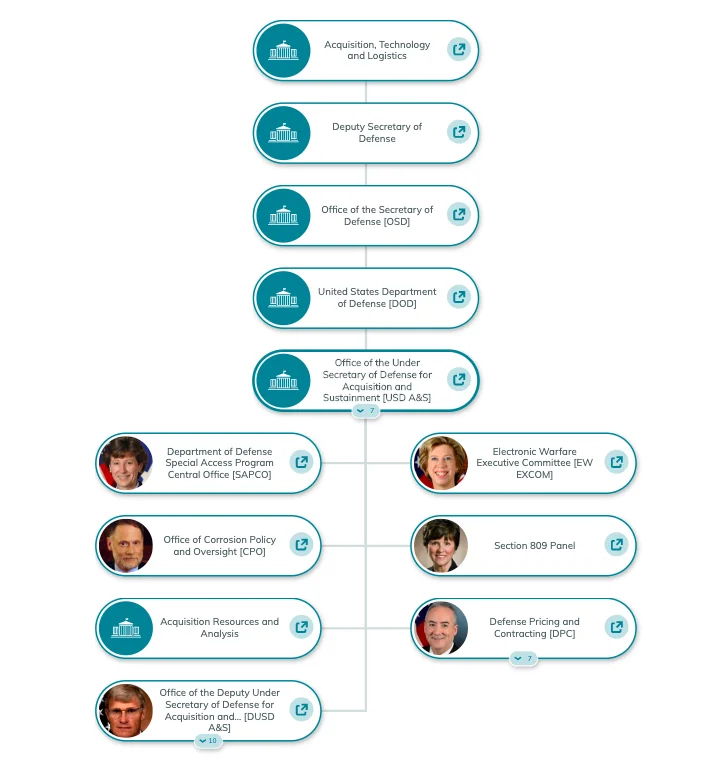 Acquisition, Technology
and Logistics
Deputy Secretary of
Defense
Office of the Secretary of
Defense [OSD]
United States Department
of Defense [DOD]
Office of the Under
Secretary of Defense for
Acquisition and
Sustainment [USD A&S]
7
Department of Defense
Special Access Program
Central Office [SAPCO]
Electronic Warfare
Executive Committee [EW
EXCOM]
Office of Corrosion Policy
and Oversight [CPO]
Section 809 Panel
Acquisition Resources and
Analysis
Defense Pricing and
Contracting [DPC]
7
Office of the Deputy Under
Secretary of Defense for
Acquisition and... [DUSD
A&S]
10